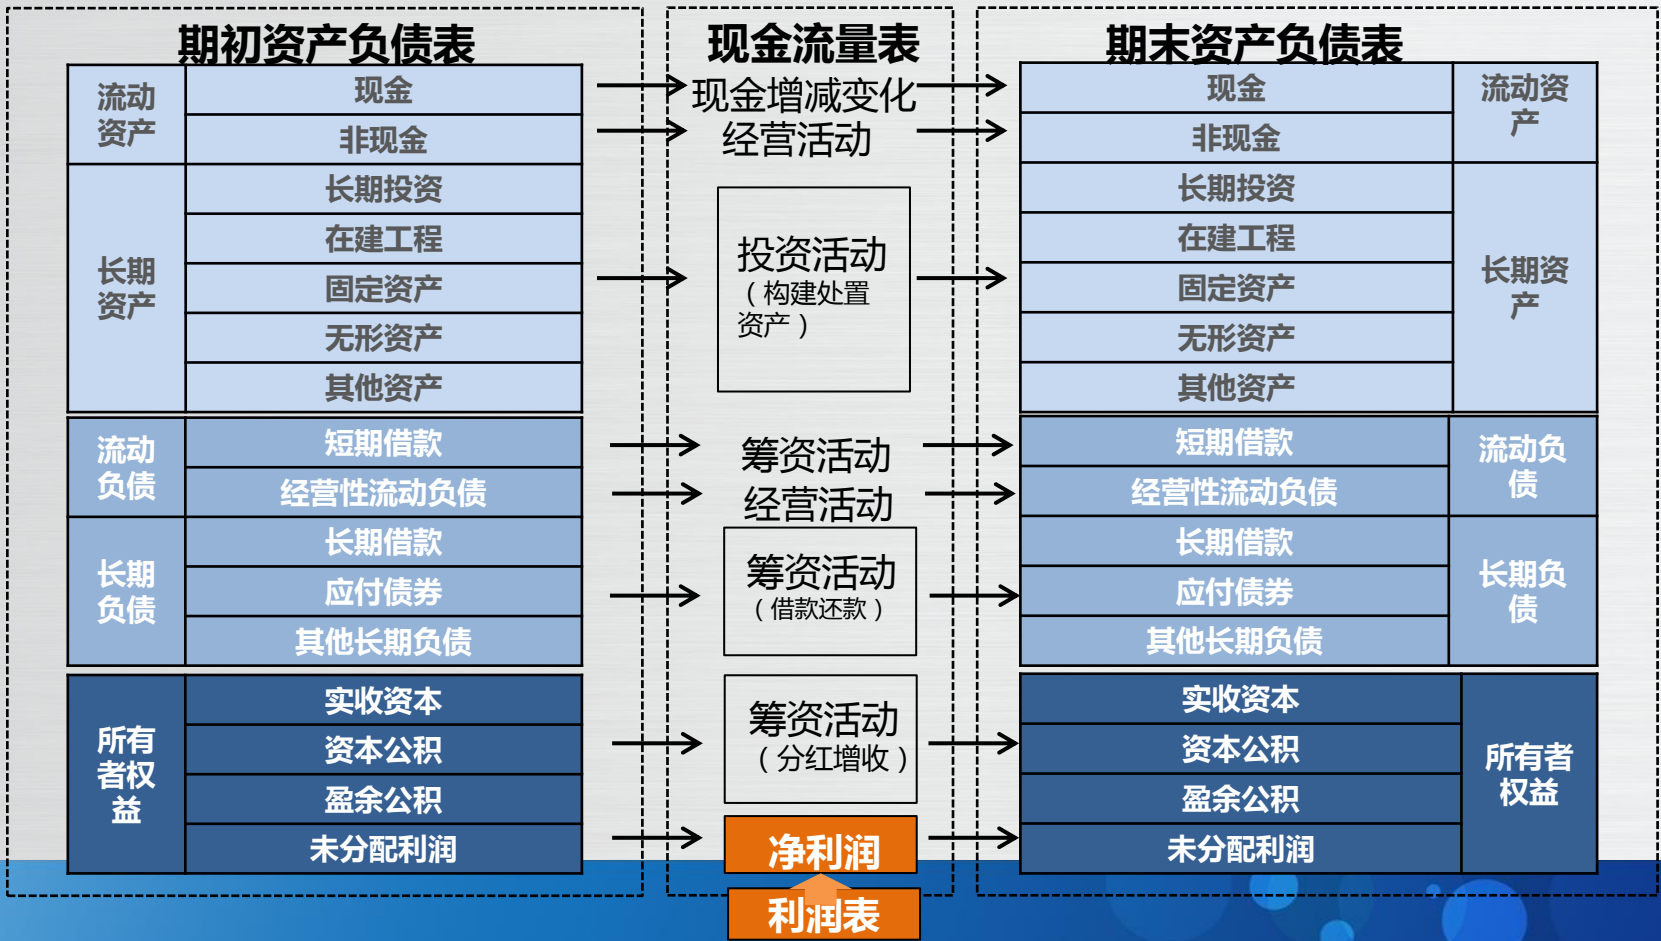 期初资产负债表
流动
资产
现金
非现金
长期
资产
长期投资
在建工程
固定资产
无形资产
其他资产
流动
负债
短期借款
经营性流动负债
长期
负债
长期借款
应付债券
其他长期负债
所有
者权
益
实收资本
资本公积
盈余公积
未分配利润
现金流量表
现金增减变化
经营活动
投资活动
（构建处置
资产）
筹资活动
经营活动
筹资活动
（借款还款）
筹资活动
（分红增收）
净利润
利润表
期末资产负债表
现金
非现金
流动资
产
长期投资
在建工程
固定资产
无形资产
其他资产
长期资
产
短期借款
经营性流动负债
流动负
债
长期借款
应付债券
其他长期负债
长期负
债
实收资本
资本公积
盈余公积
未分配利润
所有者
权益